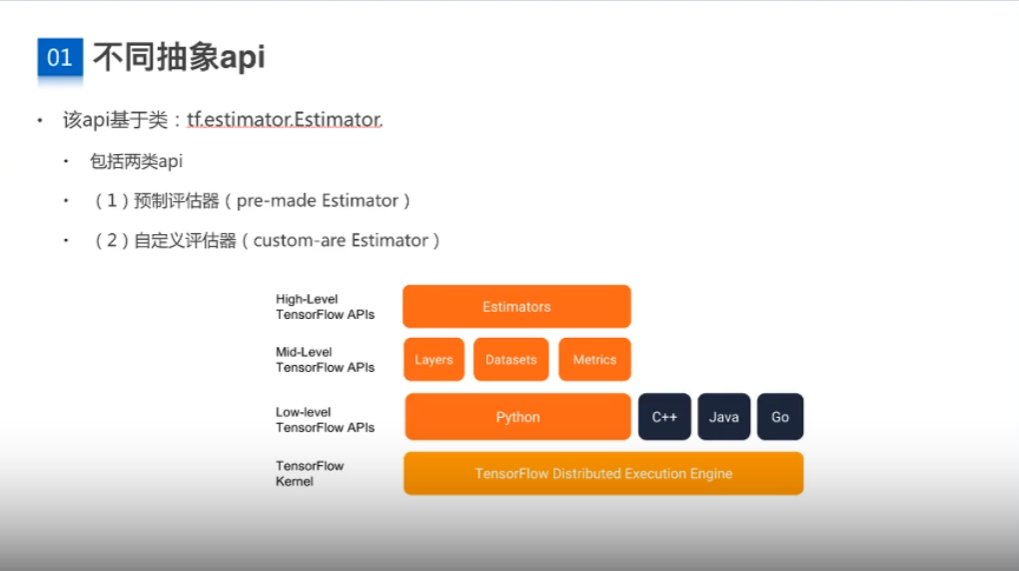 01 不同抽象api
• 该api基于类：tf.estimator.Estimator.
• 包括两类api
• （1）预制评估器（pre-made Estimator）
• （2）自定义评估器（custom-are Estimator）
High-Level
TensorFlow APIs
Estimators
Mid-Level
TensorFlow APIs
Layers Datasets Metrics
Low-level
TensorFlow APIs
Python C++ Java Go
TensorFlow
Kernel
TensorFlow Distributed Execution Engine